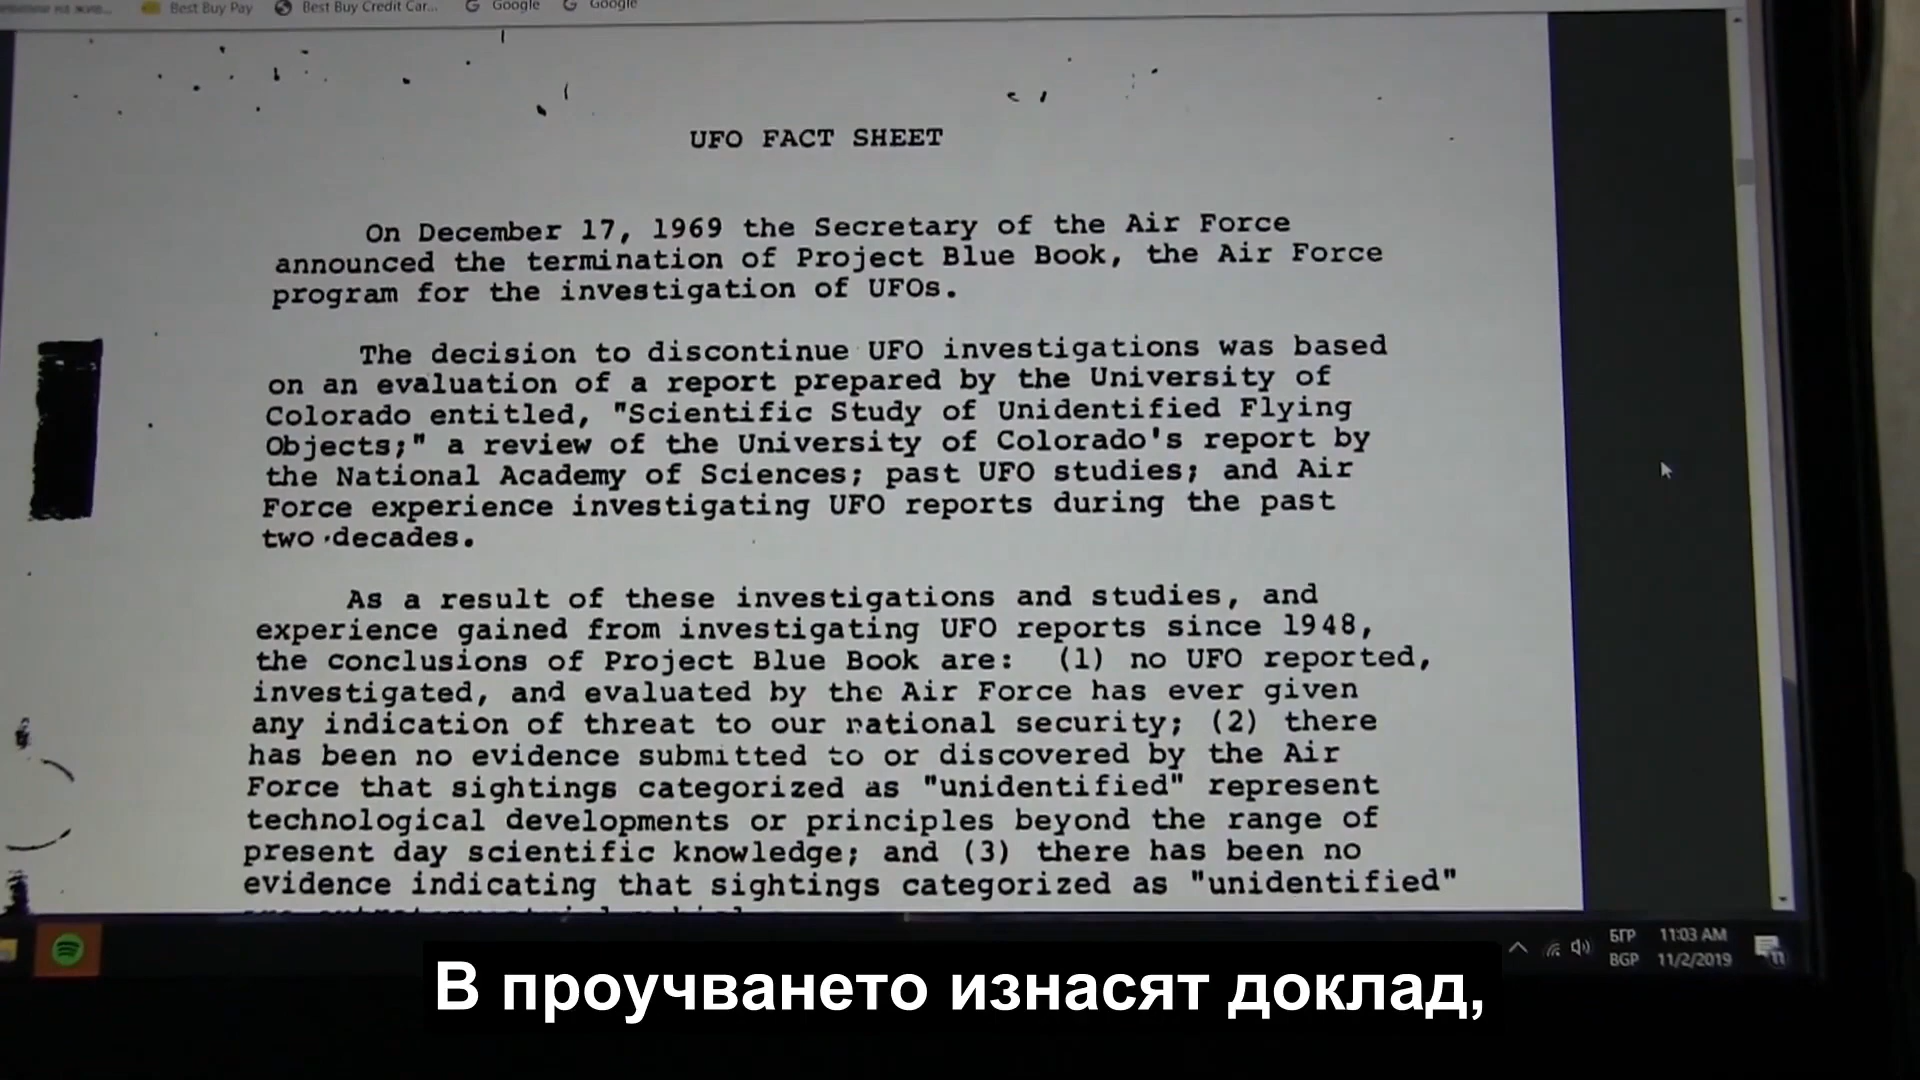 Best Buy Pay
Best Buy Credit Car...
Google
Google
UFO FACT SHEET
On December 17, 1969 the Secretary of the Air Force
announced the termination of Project Blue Book, the Air Force
program for the investigation of UFOs.
The decision to discontinue UFO investigations was based
on an evaluation of a report prepared by the University of
Colorado entitled, "Scientific Study of Unidentified Flying
Objects;" a review of the University of Colorado's report by
the National Academy of Sciences; past UFO studies; and Air
Force experience investigating UFO reports during the past
two decades.
As a result of these investigations and studies, and
experience gained from investigating UFO reports since 1948,
the conclusions of Project Blue Book are: (1) no UFO reported,
investigated, and evaluated by the Air Force has ever given
any indication of threat to our national security; (2) there
has been no evidence submitted to or discovered by the Air
Force that sightings categorized as "unidentified" represent
technological developments or principles beyond the range of
present day scientific knowledge; and (3) there has been no
evidence indicating that sightings categorized as "unidentified"
БГР
11:03 AM
BGP
11/2/2019
В проучването изнасят доклад,